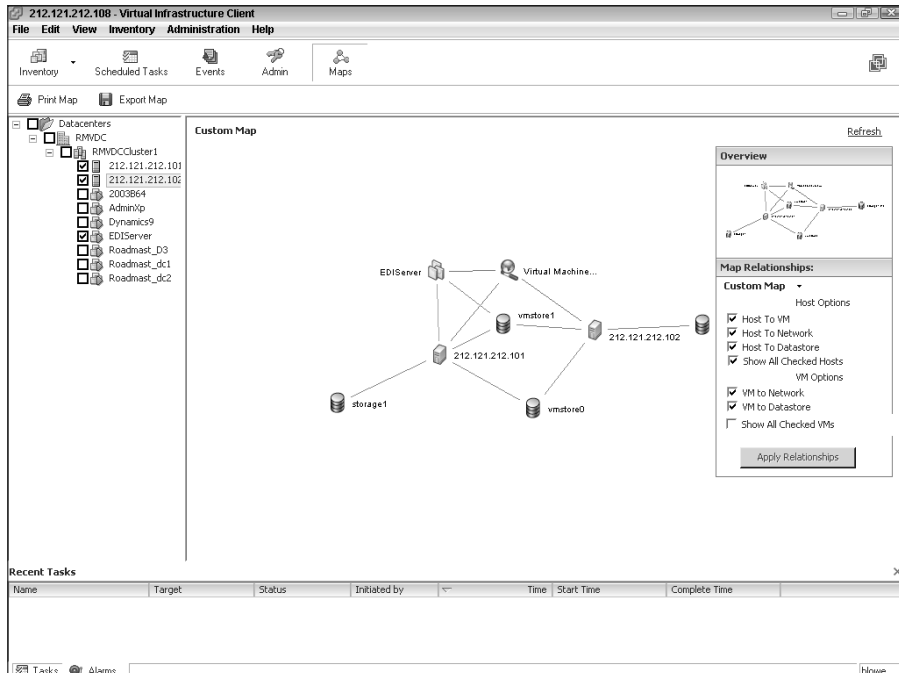 212.121.212.108 - Virtual Infrastructure Client
File Edit View Inventory Administration Help
Inventory Scheduled Tasks Events Admin Maps
Print Map Export Map
Datacenters
RMVDC
RMVDCCluster1
212.121.212.101
212.121.212.102
2003B64
AdminXp
Dynamics9
EDIServer
Roadmast_D3
Roadmast_dc1
Roadmast_dc2
Custom Map
Refresh
EDIServer
Virtual Machine...
vmstore1
212.121.212.102
212.121.212.101
storage1
vmstore0
Overview
Map Relationships:
Custom Map
Host Options
Host To VM
Host To Network
Host To Datastore
Show All Checked Hosts
VM Options
VM to Network
VM to Datastore
Show All Checked VMs
Apply Relationships
Recent Tasks
Name Target Status Initiated by Time Start Time Complete Time
Tasks Alarms blowe